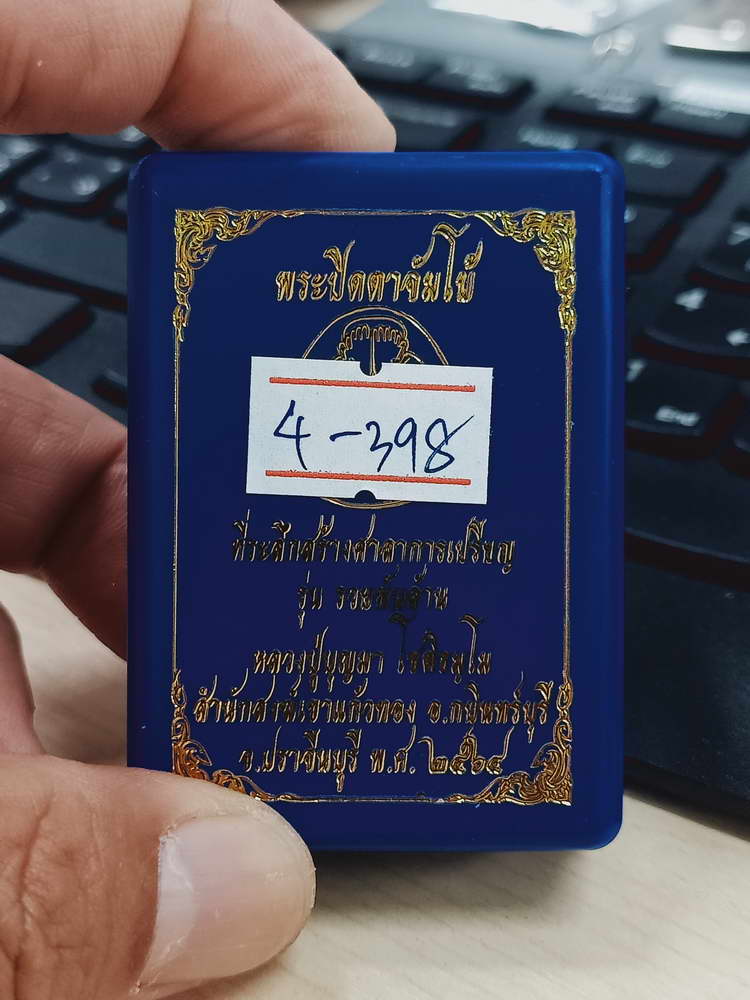 พระปิดตาจัมโบ้
4-398
ที่ระลึกสร้างศาลาการเปรียญ
รุ่น รวยล้นล้าน
หลวงปู่บุญมา โชติธมฺโม
สำนักสงฆ์เขาแก้วทอง อ.กบินทร์บุรี
จ.ปราจีนบุรี พ.ศ. ๒๕๖๔
4
1
End